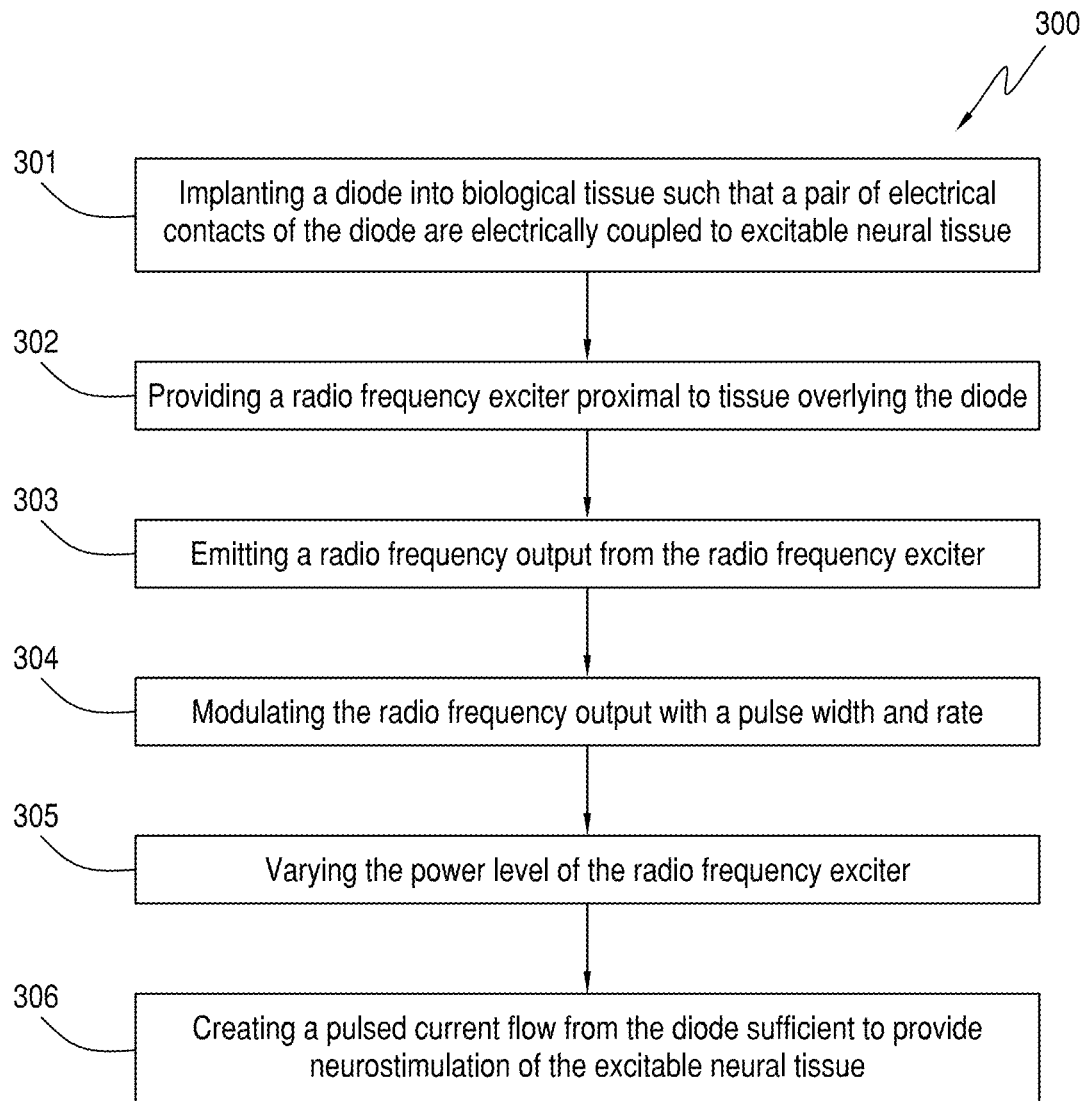 300
301
Implanting a diode into biological tissue such that a pair of electrical
contacts of the diode are electrically coupled to excitable neural tissue
302
Providing a radio frequency exciter proximal to tissue overlying the diode
303
Emitting a radio frequency output from the radio frequency exciter
304
Modulating the radio frequency output with a pulse width and rate
305
Varying the power level of the radio frequency exciter
306
Creating a pulsed current flow from the diode sufficient to provide
neurostimulation of the excitable neural tissue